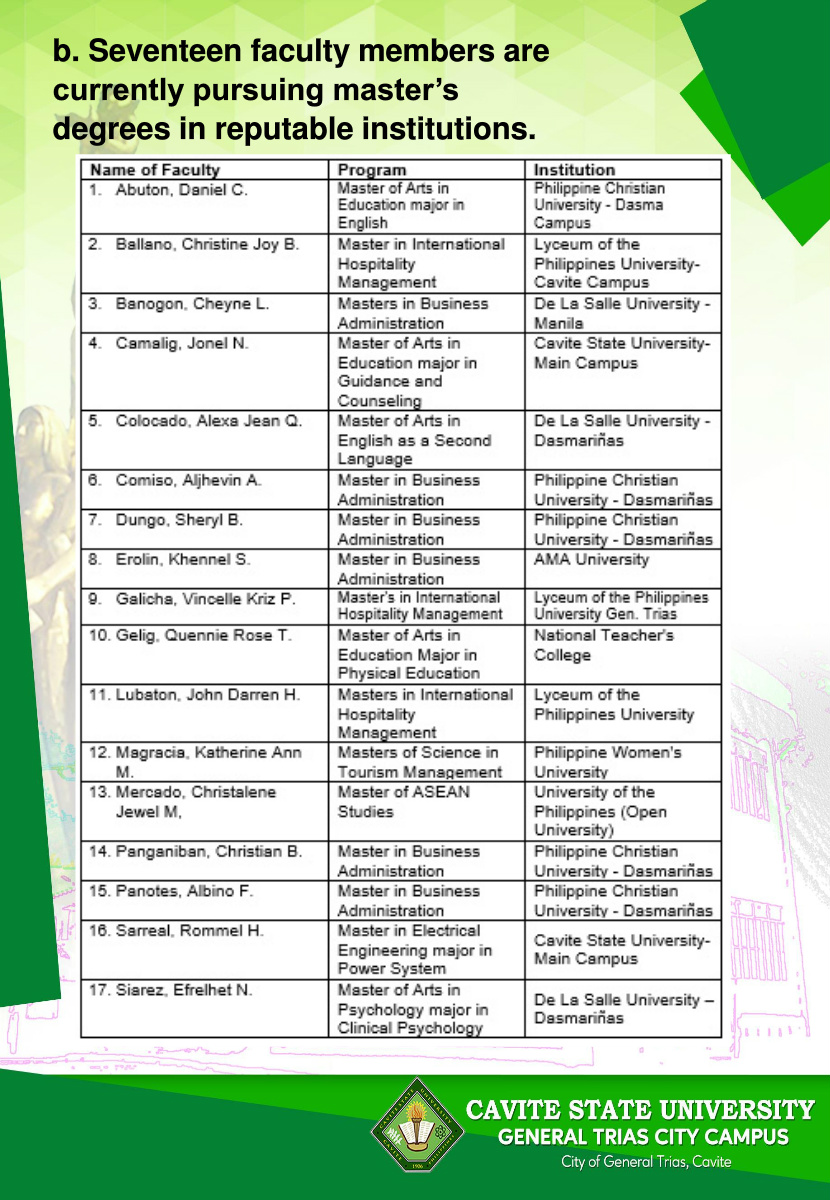 b. Seventeen faculty members are
currently pursuing master’s
degrees in reputable institutions.
Name of Faculty Program Institution
1. Abuton, Daniel C. Master of Arts in Philippine Christian
Education major in University - Dasma
English Campus
2. Ballano, Christine Joy B. Master in International Lyceum of the
Hospitality Philippines University-
Management Cavite Campus
3. Banogon, Cheyne L. Masters in Business De La Salle University -
Administration Manila
4. Camalig, Jonel N. Master of Arts in Cavite State University-
Education major in Main Campus
Guidance and
Counseling
5. Colocado, Alexa Jean Q. Master of Arts in De La Salle University -
English as a Second Dasmariñas
Language
6. Comiso, Aljhevin A. Master in Business Philippine Christian
Administration University - Dasmariñas
7. Dungo, Sheryl B. Master in Business Philippine Christian
Administration University - Dasmariñas
8. Erolin, Khennel S. Master in Business AMA University
Administration
9. Galicha, Vincelle Kriz P. Master's in International Lyceum of the Philippines
Hospitality Management University Gen. Trias
10. Gelig, Quennie Rose T. Master of Arts in National Teacher's
Education Major in College
Physical Education
11. Lubaton, John Darren H. Masters in International Lyceum of the
Hospitality Philippines University
Management
12. Magracia, Katherine Ann Masters of Science in Philippine Women's
M. Tourism Management University
13. Mercado, Christalene Master of ASEAN University of the
Jewel M, Studies Philippines (Open
University)
14. Panganiban, Christian B. Master in Business Philippine Christian
Administration University - Dasmariñas
15. Panotes, Albino F. Master in Business Philippine Christian
Administration University - Dasmariñas
16. Sarreal, Rommel H. Master in Electrical Cavite State University-
Engineering major in Main Campus
Power System
17. Siarez, Efrelhet N. Master of Arts in De La Salle University –
Psychology major in Dasmariñas
Clinical Psychology
CAVITE STATE UNIVERSITY
GENERAL TRIAS CITY CAMPUS
City of General Trias, Cavite